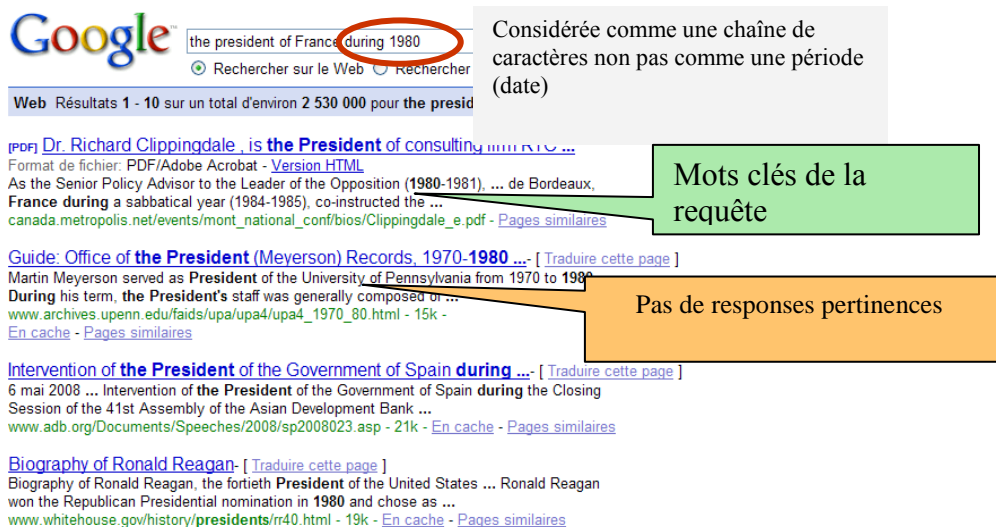 Google™
the president of France during 1980
Rechercher sur le Web Rechercher
Considérée comme une chaîne de
caractères non pas comme une période
(date)
Web Résultats 1 - 10 sur un total d'environ 2 530 000 pour the presid
[PDF] Dr. Richard Clippingdale , is the President of consulting firm RTC ...
Format de fichier: PDF/Adobe Acrobat - Version HTML
As the Senior Policy Advisor to the Leader of the Opposition (1980-1981), ... de Bordeaux,
France during a sabbatical year (1984-1985), co-instructed the ...
canada.metropolis.net/events/mont_national_conf/bios/Clippingdale_e.pdf - Pages similaires
Mots clés de la
requête
Guide: Office of the President (Meyerson) Records, 1970-1980 ...- [ Traduire cette page ]
Martin Meyerson served as President of the University of Pennsylvania from 1970 to 1980.
During his term, the President's staff was generally composed of ...
www.archives.upenn.edu/faids/upa/upa4/upa4_1970_80.html - 15k -
En cache - Pages similaires
Pas de responses pertinences
Intervention of the President of the Government of Spain during ...- [ Traduire cette page ]
6 mai 2008 ... Intervention of the President of the Government of Spain during the Closing
Session of the 41st Assembly of the Asian Development Bank ...
www.adb.org/Documents/Speeches/2008/sp2008023.asp - 21k - En cache - Pages similaires
Biography of Ronald Reagan- [ Traduire cette page ]
Biography of Ronald Reagan, the fortieth President of the United States ... Ronald Reagan
won the Republican Presidential nomination in 1980 and chose as ...
www.whitehouse.gov/history/presidents/rr40.html - 19k - En cache - Pages similaires